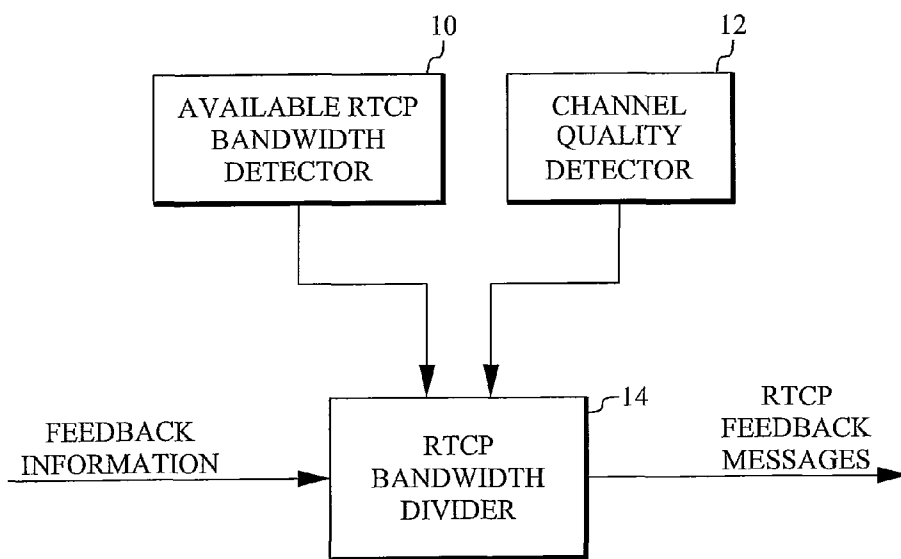 10
AVAILABLE RTCP
BANDWIDTH
DETECTOR
12
CHANNEL
QUALITY
DETECTOR
FEEDBACK
INFORMATION
14
RTCP
BANDWIDTH
DIVIDER
RTCP
FEEDBACK
MESSAGES